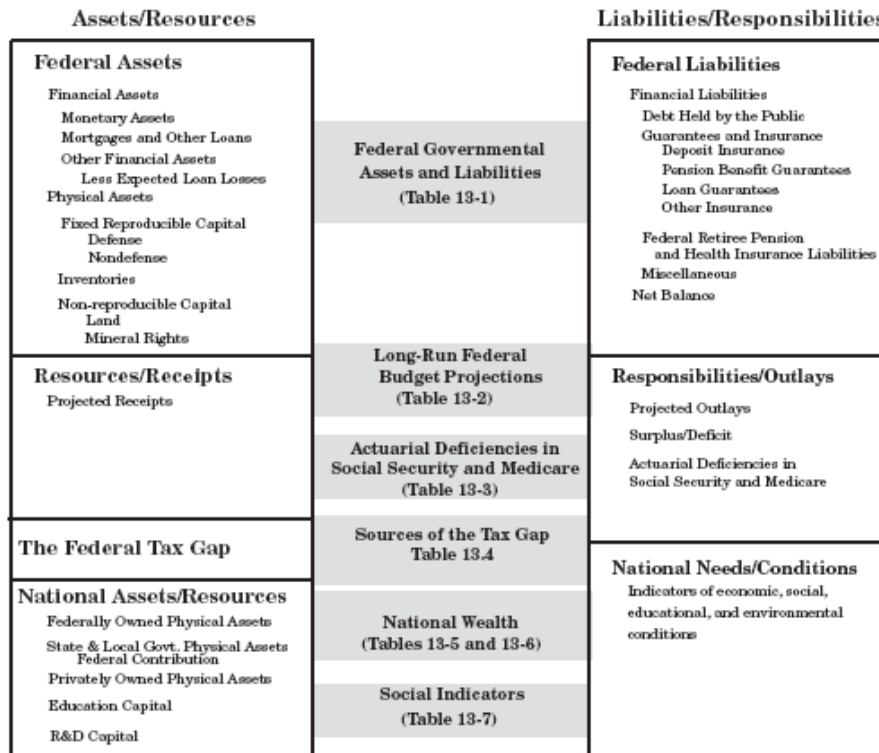 Assets/Resources
Federal Assets
Financial Assets
Monetary Assets
Mortgages and Other Loans
Other Financial Assets
Less Expected Loan Losses
Physical Assets
Fixed Reproducible Capital
Defense
Nondefense
Inventories
Non-reproducible Capital
Land
Mineral Rights
Resources/Receipts
Projected Receipts
The Federal Tax Gap
National Assets/Resources
Federally Owned Physical Assets
State & Local Govt. Physical Assets
Federal Contribution
Privately Owned Physical Assets
Education Capital
R&D Capital
Federal Governmental
Assets and Liabilities
(Table 13-1)
Long-Run Federal
Budget Projections
(Table 13-2)
Actuarial Deficiencies in
Social Security and Medicare
(Table 13-3)
Sources of the Tax Gap
Table 13.4
National Wealth
(Tables 13-5 and 13-6)
Social Indicators
(Table 13-7)
Liabilities/Responsibilities
Federal Liabilities
Financial Liabilities
Debt Held by the Public
Guarantees and Insurance
Deposit Insurance
Pension Benefit Guarantees
Loan Guarantees
Other Insurance
Federal Retiree Pension
and Health Insurance Liabilities
Miscellaneous
Net Balance
Responsibilities/Outlays
Projected Outlays
Surplus/Deficit
Actuarial Deficiencies in
Social Security and Medicare
National Needs/Conditions
Indicators of economic, social,
educational, and environmental
conditions